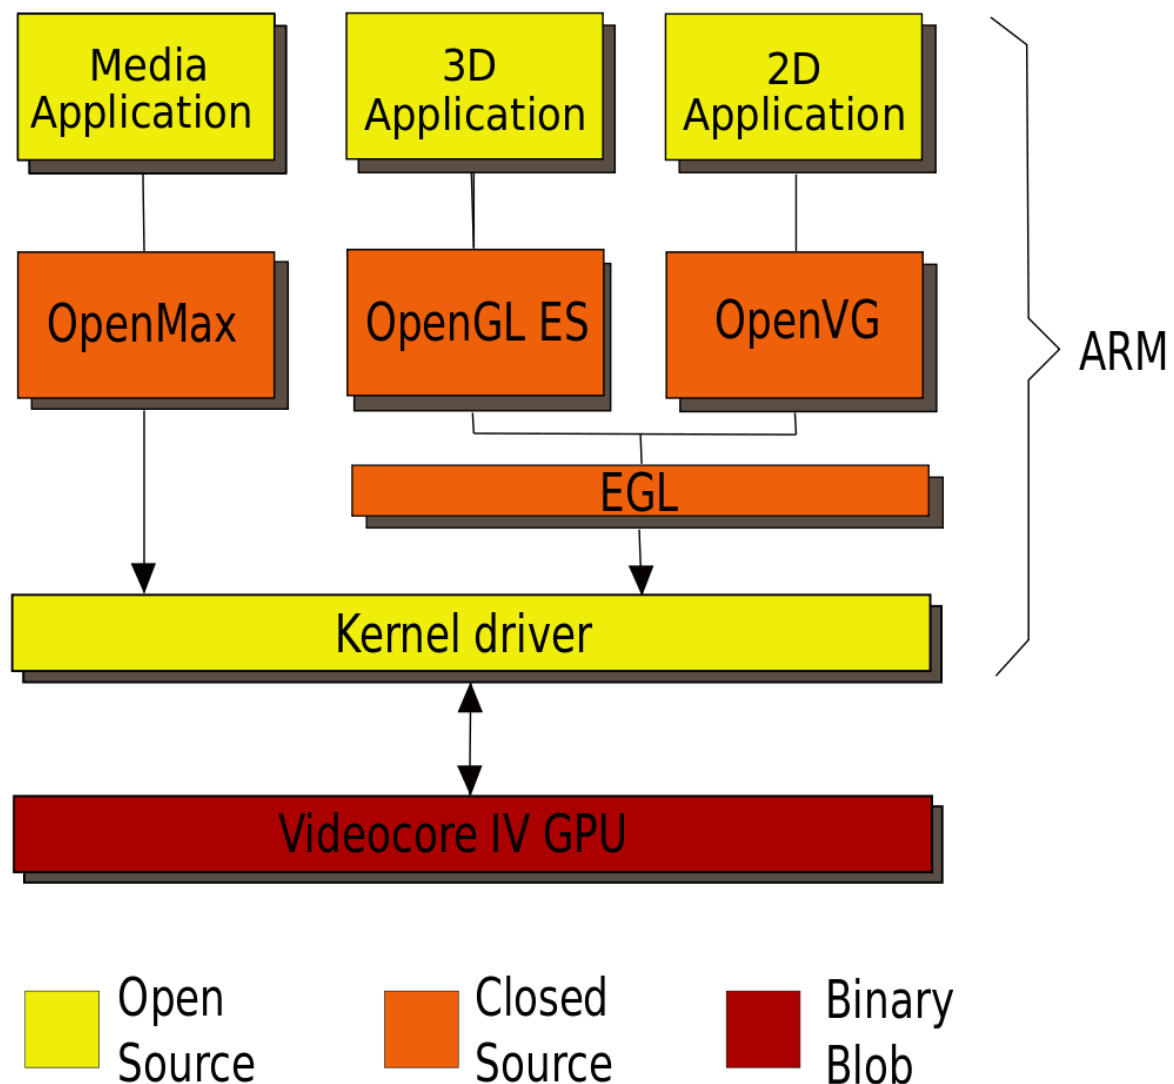 Media
Application
3D
Application
2D
Application
OpenMax
OpenGL ES
OpenVG
ARM
EGL
Kernel driver
Videocore IV GPU
Open
Source
Closed
Source
Binary
Blob